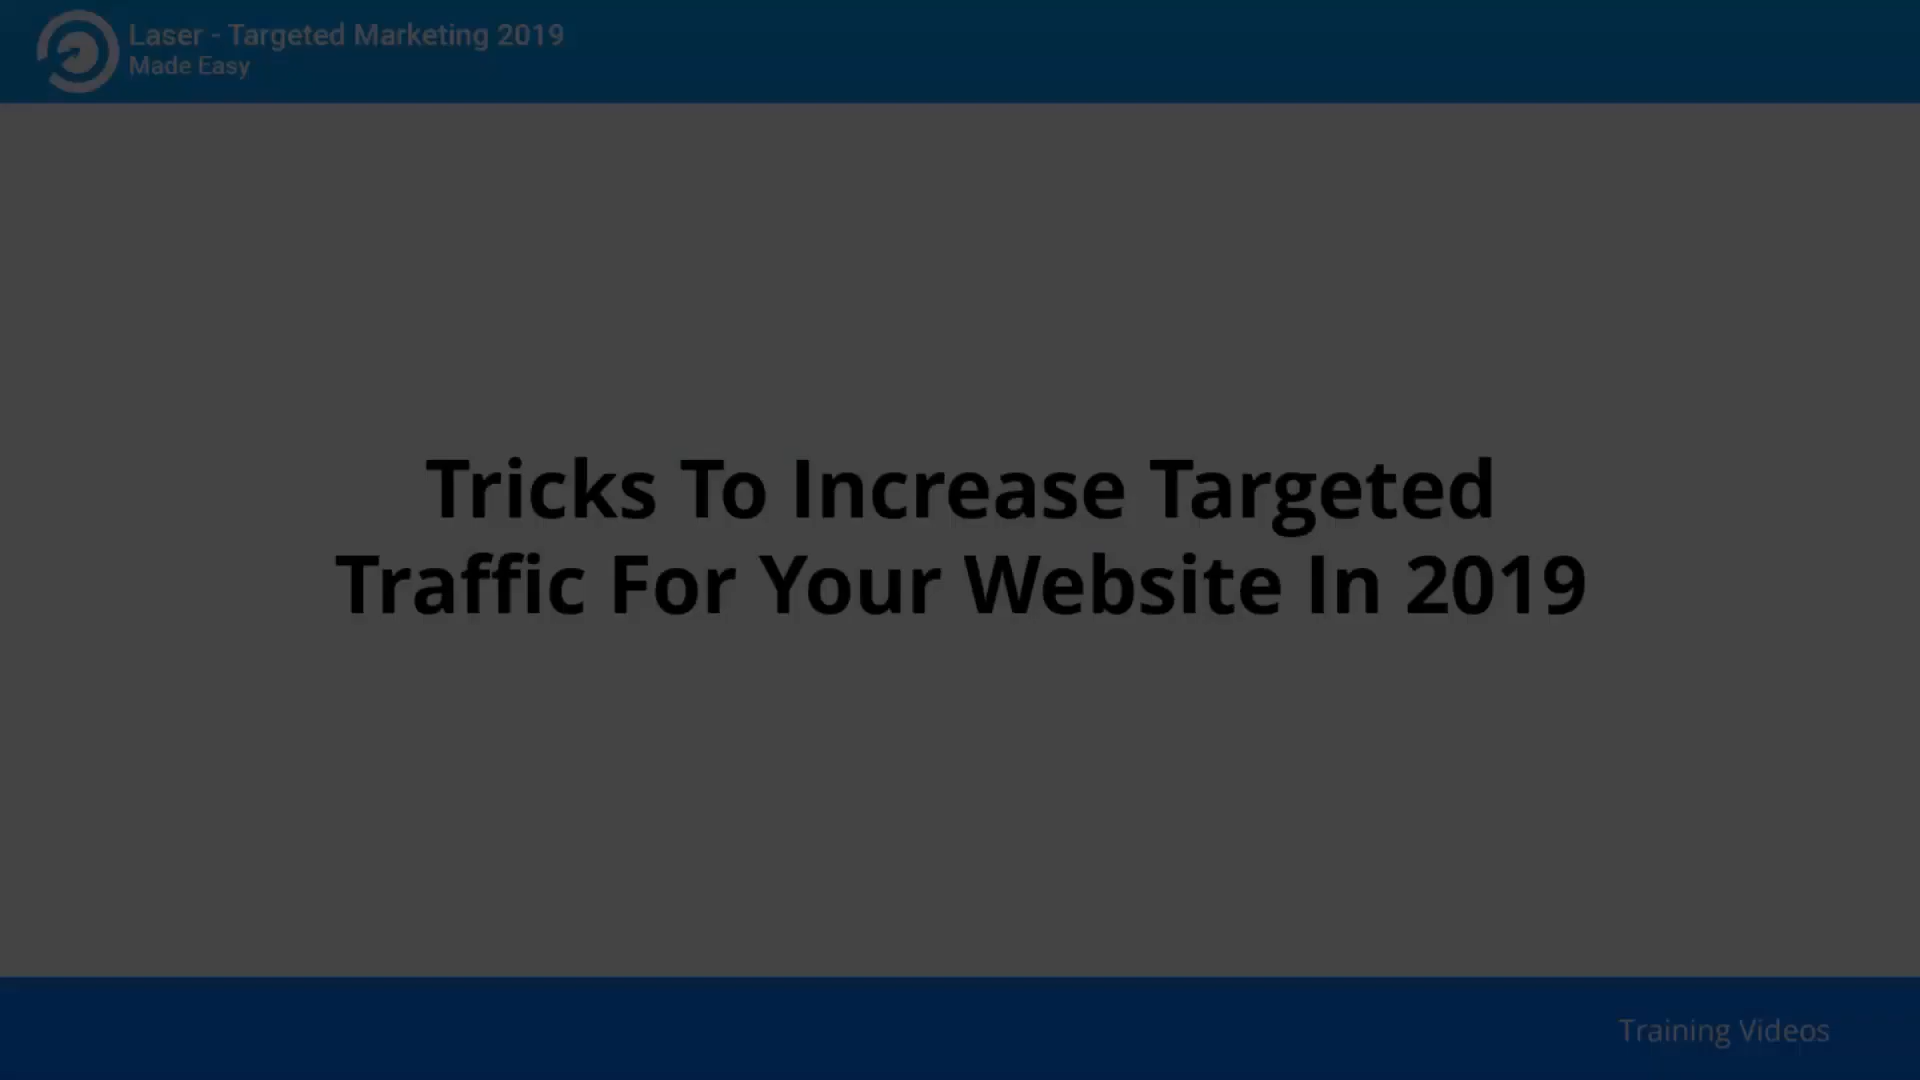 Laser - Targeted Marketing 2019
Made Easy
Tricks To Increase Targeted
Traffic For Your Website In 2019
Training Videos